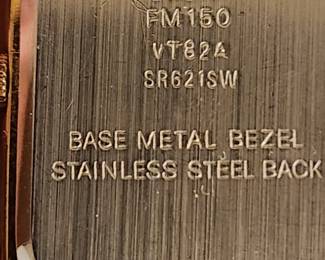 FM150
VT82A
SR621SW
BASE METAL BEZEL
STAINLESS STEEL BACK